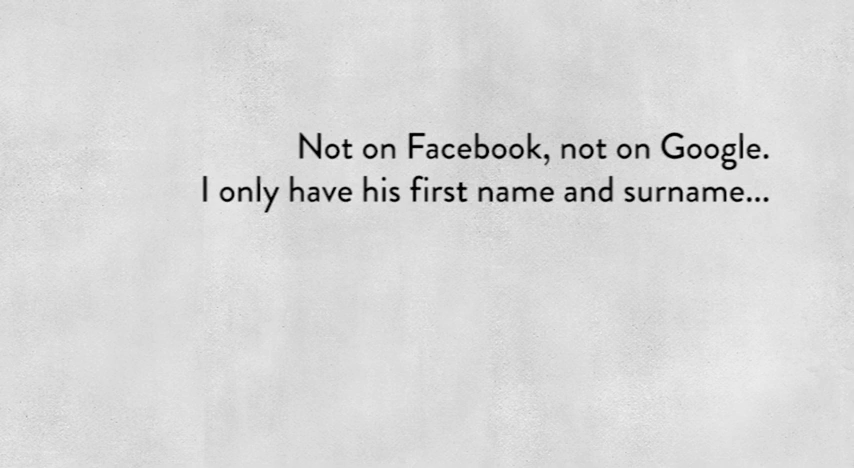 Not on Facebook, not on Google.
I only have his first name and surname...